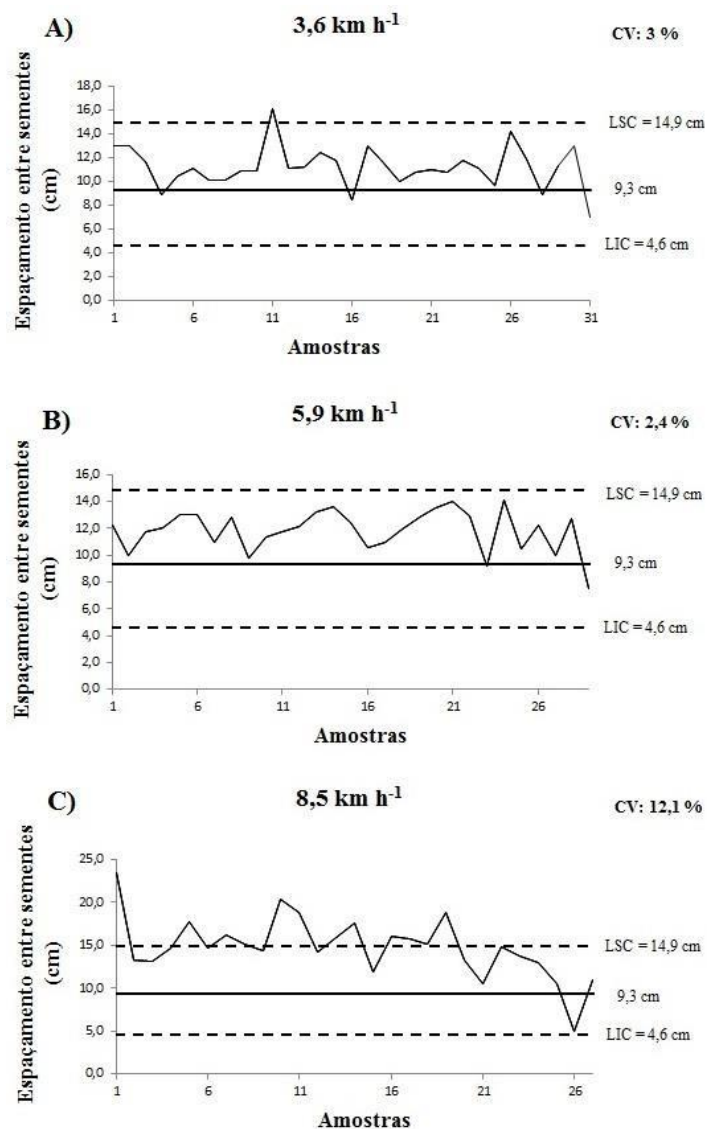 A)
3,6 km h-1
CV: 3 %
Espaçamento entre sementes
(cm)
18,0
16,0
14,0
12,0
10,0
8,0
6,0
4,0
2,0
0,0
LSC = 14,9 cm
9,3 cm
LIC = 4,6 cm
1 6 11 16 21 26 31
Amostras
B)
5,9 km h-1
CV: 2,4 %
Espaçamento entre sementes
(cm)
16,0
14,0
12,0
10,0
8,0
6,0
4,0
2,0
0,0
LSC = 14,9 cm
9,3 cm
LIC = 4,6 cm
1 6 11 16 21 26
Amostras
C)
8,5 km h-1
CV: 12,1 %
Espaçamento entre sementes
(cm)
25,0
20,0
15,0
10,0
5,0
0,0
LSC = 14,9 cm
9,3 cm
LIC = 4,6 cm
1 6 11 16 21 26
Amostras